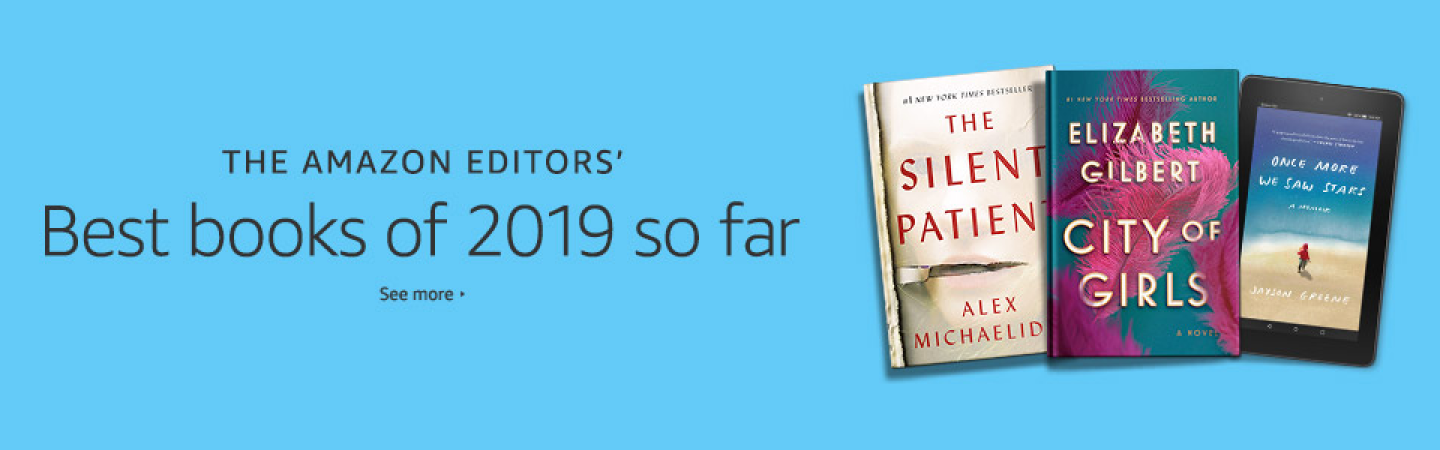 THE AMAZON EDITORS’
Best books of 2019 so far
See more ▸
#1 NEW YORK TIMES BESTSELLER
THE
SILENT
PATIENT
ALEX
MICHAELID
#1 NEW YORK TIMES BESTSELLING AUTHOR
ELIZABETH
GILBERT
CITY OF
GIRLS
A NOVEL
ONCE MORE
WE SAW STARS
A MEMOIR
JAYSON GREENE